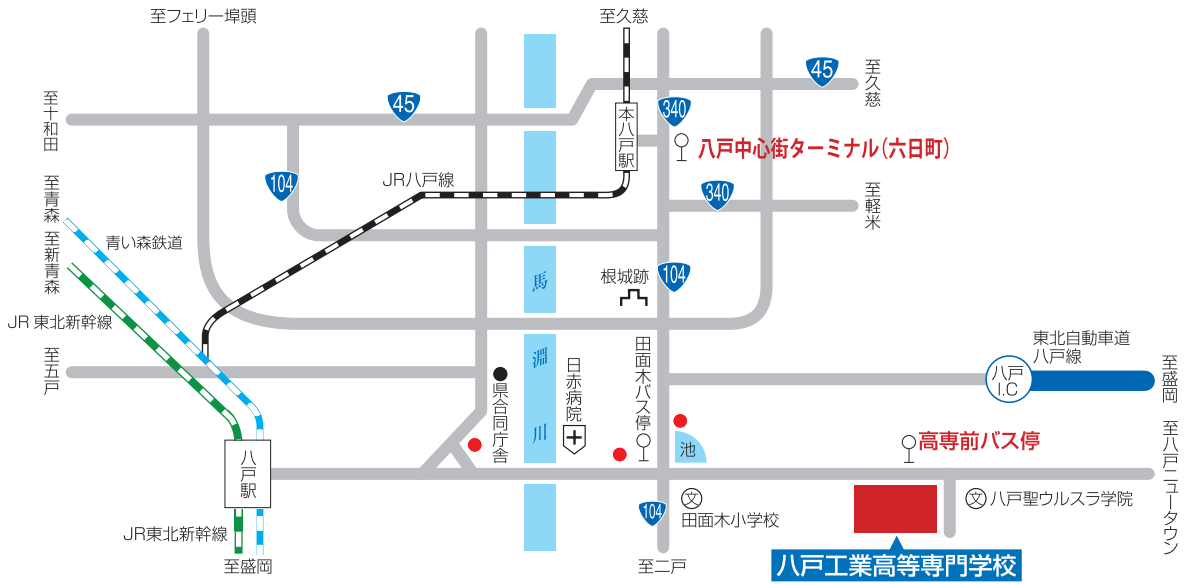 至フェリー埠頭
至久慈
45
至久慈
至十和田
45
340
本八戸駅
八戸中心街ターミナル(六日町)
104
JR八戸線
至青森
340
至軽米
青い森鉄道
至新青森
根城跡
104
馬淵川
JR東北新幹線
至五戸
県合同庁舎
日赤病院
田面木バス停
東北自動車道
八戸線
八戸
I.C
至盛岡
池
高専前バス停
至八戸ニュータウン
八戸駅
104
文
田面木小学校
文
八戸聖ウルスラ学院
JR東北新幹線
至盛岡
至二戸
八戸工業高等専門学校